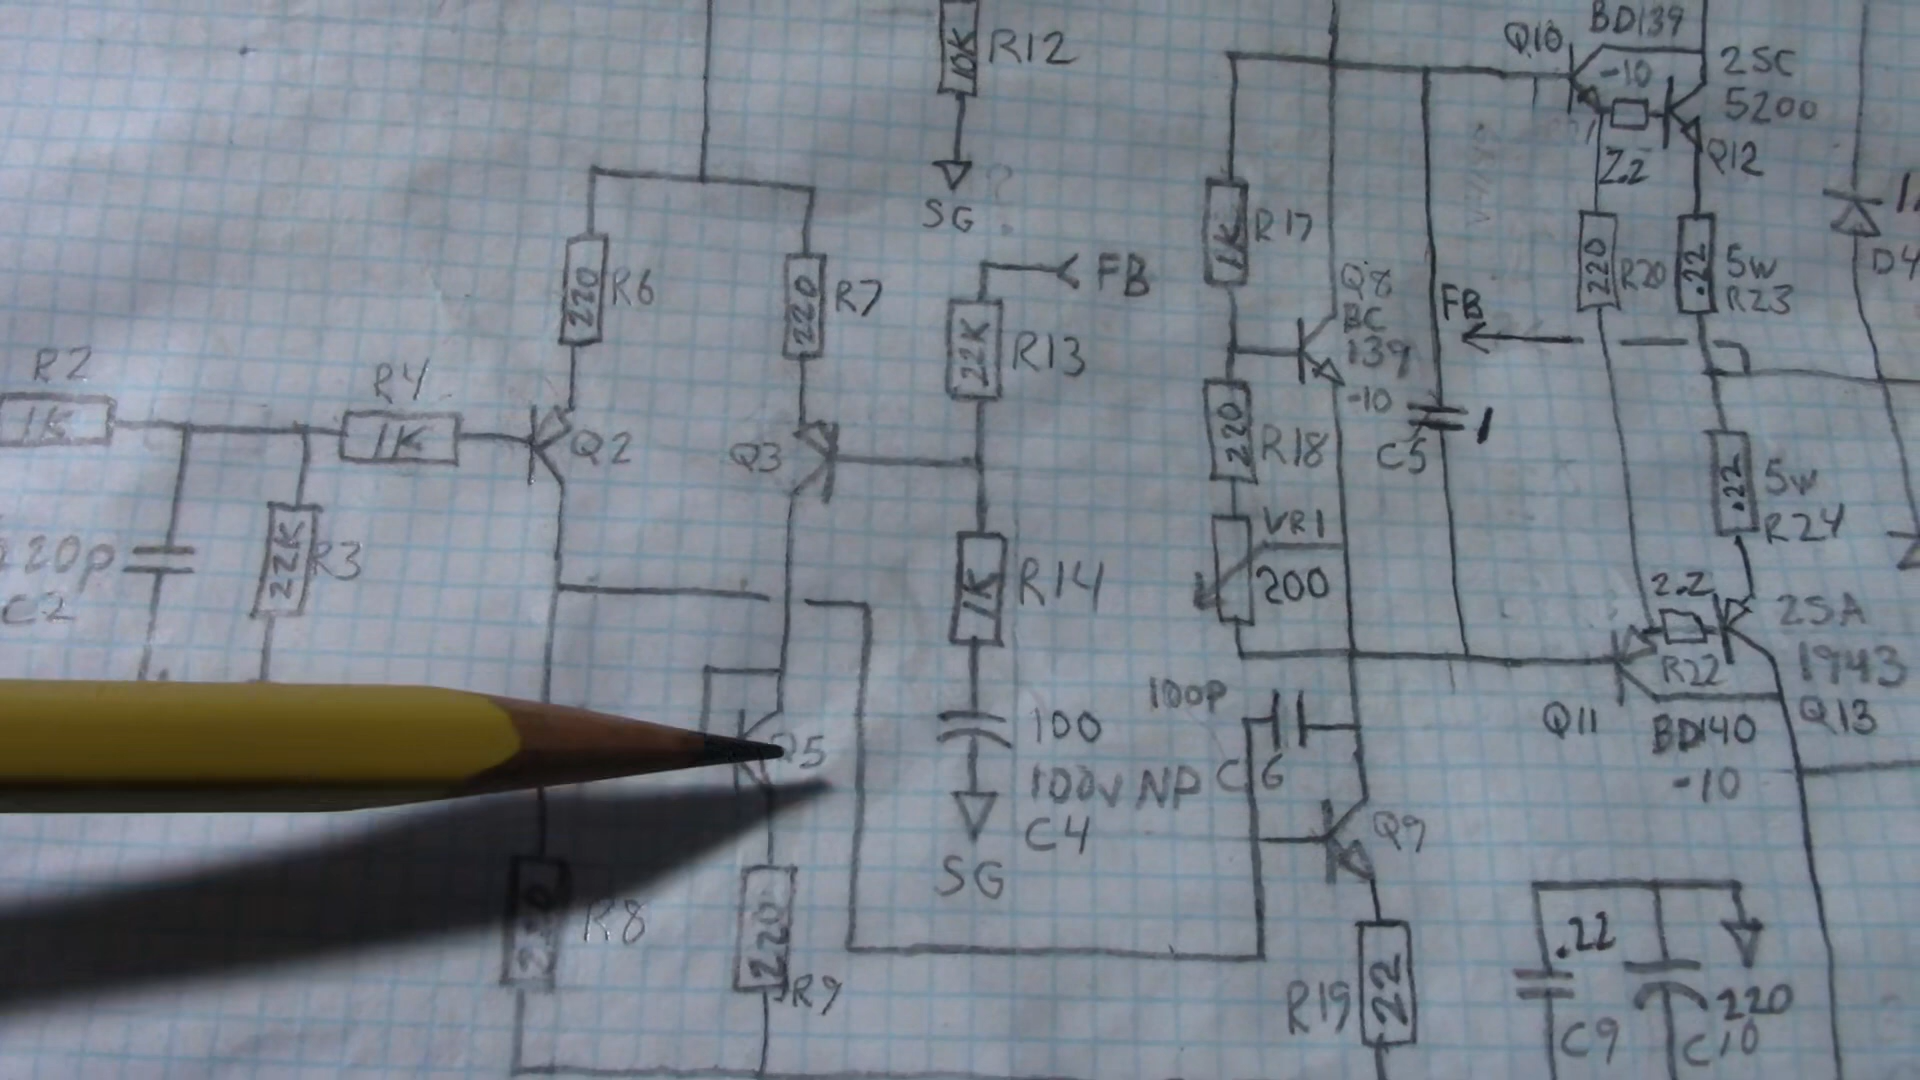 10K R12
SG
BD139
Q10
-10
2SC
5200
2.2
Q12
1K R17
220 R6
220 R7
FB
22K R13
Q8
BC
139
-10
FB
220 R20
.22 5W
R23
D4
R2
1K
R4
1K
Q2
Q3
220 R18
C5 1
.22 5W
R24
20p
C2
22K R3
1K R14
VR1
200
2.2
R22
2SA
1943
Q13
Q11
BD140
-10
100p
C6
Q5
100
100V NP
C4
SG
Q9
R8
220 R9
R19 22
.22
C9
220
C10